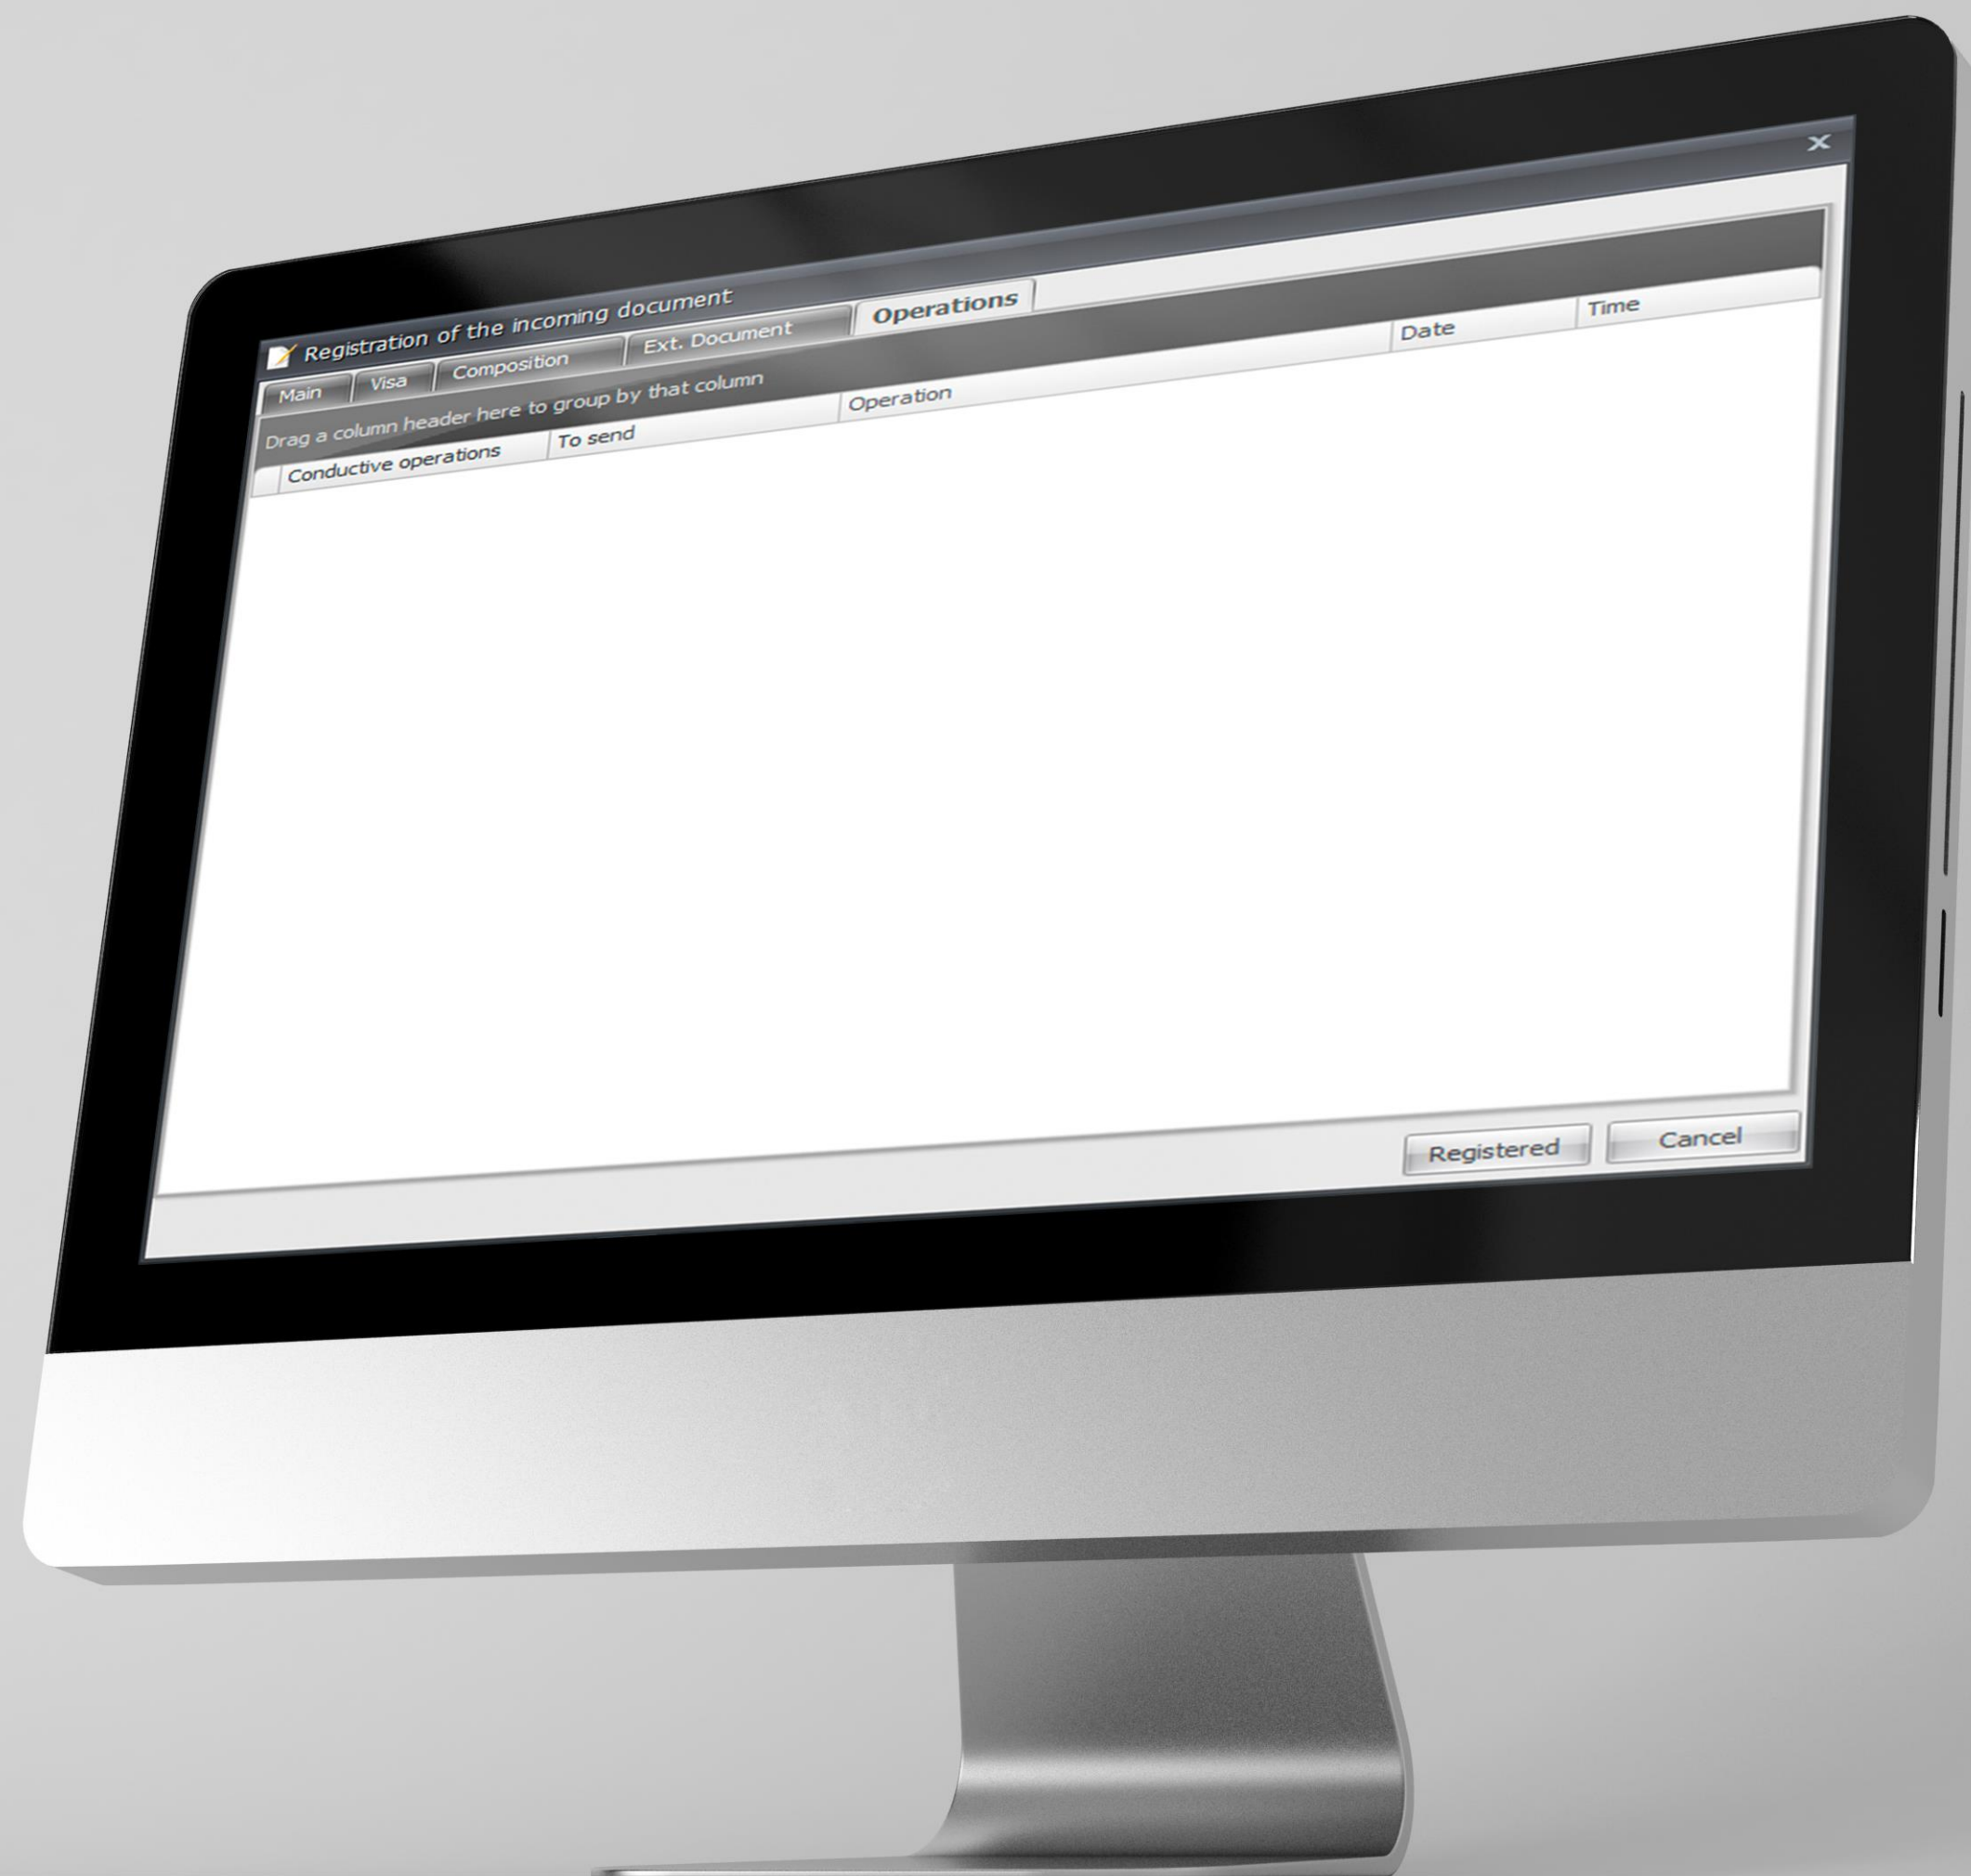 Registration of the incoming document
X
Main Visa Composition Ext. Document Operations
Drag a column header here to group by that column
Conductive operations To send Operation Date Time
Registered Cancel